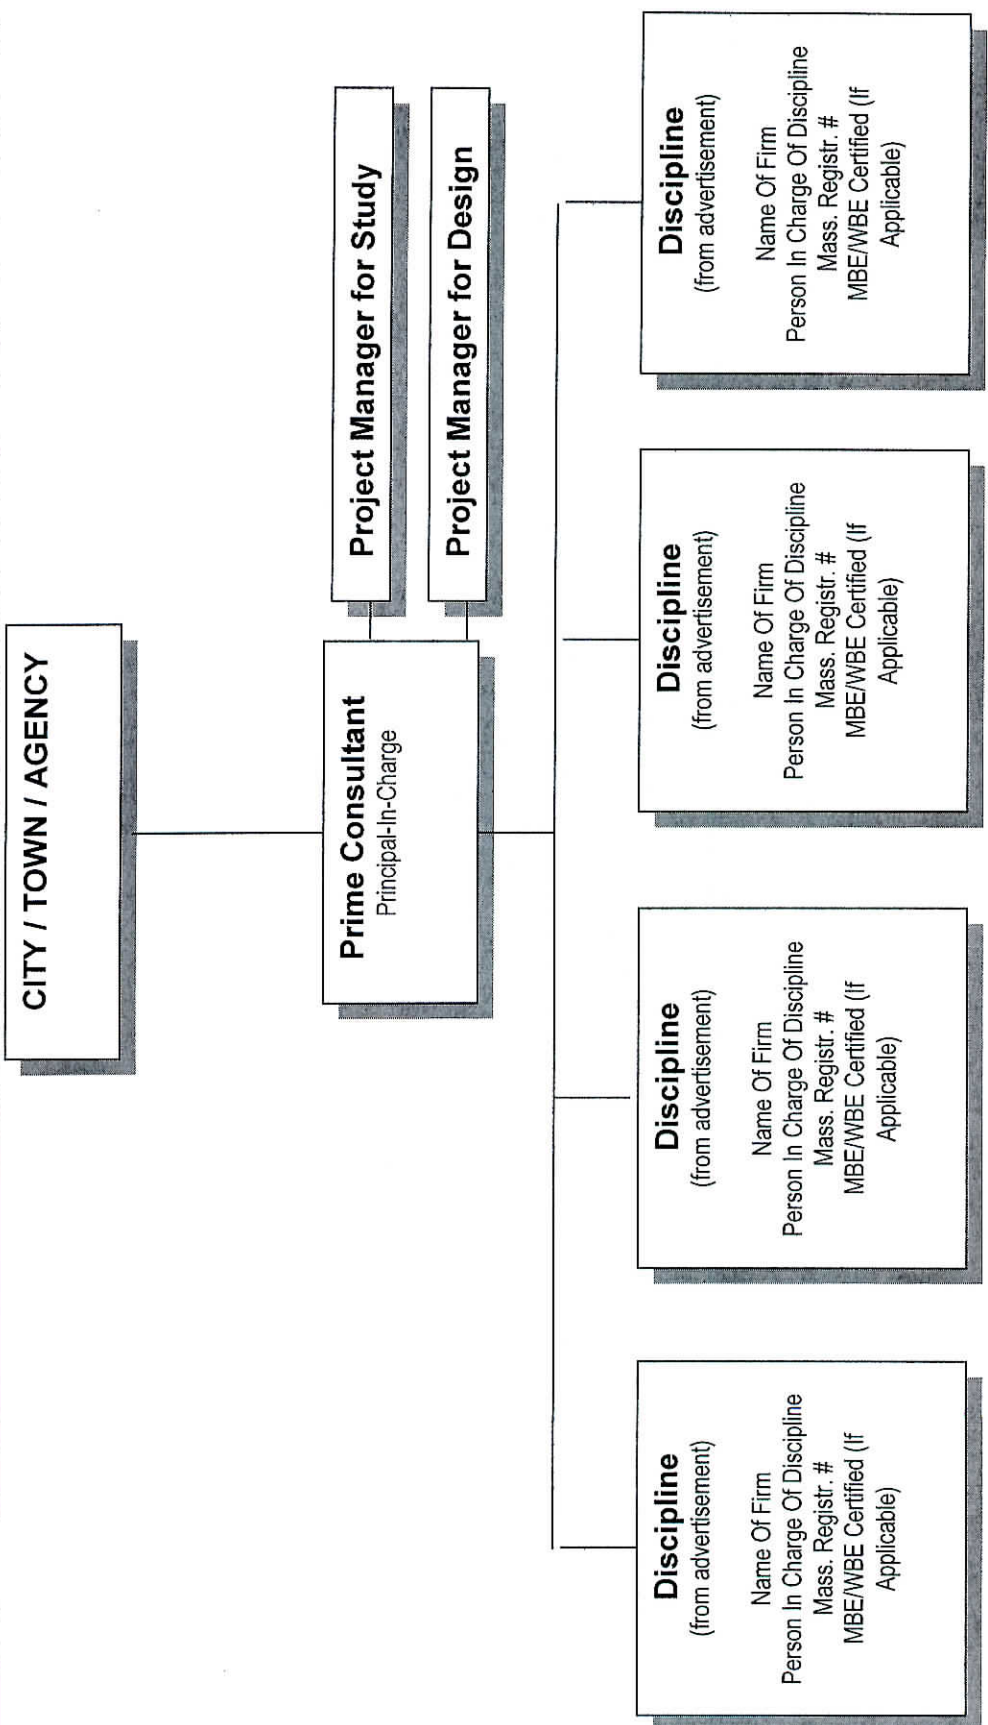 CITY / TOWN / AGENCY
Prime Consultant
Principal-In-Charge
Project Manager for Study
Project Manager for Design
Discipline
(from advertisement)
Name Of Firm
Person In Charge Of Discipline
Mass. Registr. #
MBE/WBE Certified (If
Applicable)
Discipline
(from advertisement)
Name Of Firm
Person In Charge Of Discipline
Mass. Registr. #
MBE/WBE Certified (If
Applicable)
Discipline
(from advertisement)
Name Of Firm
Person In Charge Of Discipline
Mass. Registr. #
MBE/WBE Certified (If
Applicable)
Discipline
(from advertisement)
Name Of Firm
Person In Charge Of Discipline
Mass. Registr. #
MBE/WBE Certified (If
Applicable)